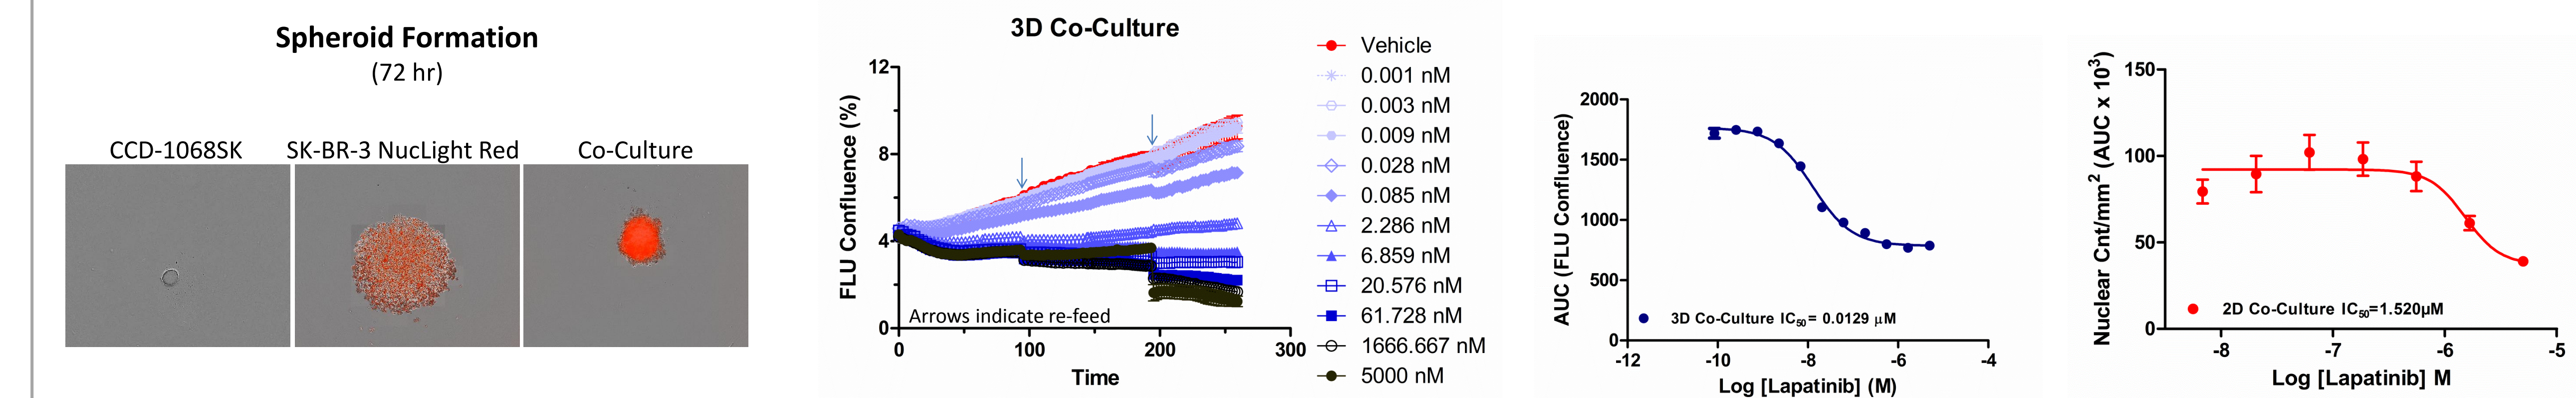 Spheroid Formation
(72 hr)
CCD-1068SK
SK-BR-3 NucLight Red
Co-Culture
3D Co-Culture
FLU Confluence (%)
12
8
4
0
0
100
200
300
Time
Arrows indicate re-feed
Vehicle
0.001 nM
0.003 nM
0.009 nM
0.028 nM
0.085 nM
2.286 nM
6.859 nM
20.576 nM
61.728 nM
1666.667 nM
5000 nM
AUC (FLU Confluence)
2000
1500
1000
500
0
-12
-10
-8
-6
-4
Log [Lapatinib] (M)
3D Co-Culture IC₅₀= 0.0129 µM
Nuclear Cnt/mm² (AUC x 10³)
150
100
50
0
-8
-7
-6
-5
Log [Lapatinib] M
2D Co-Culture IC₅₀=1.520µM